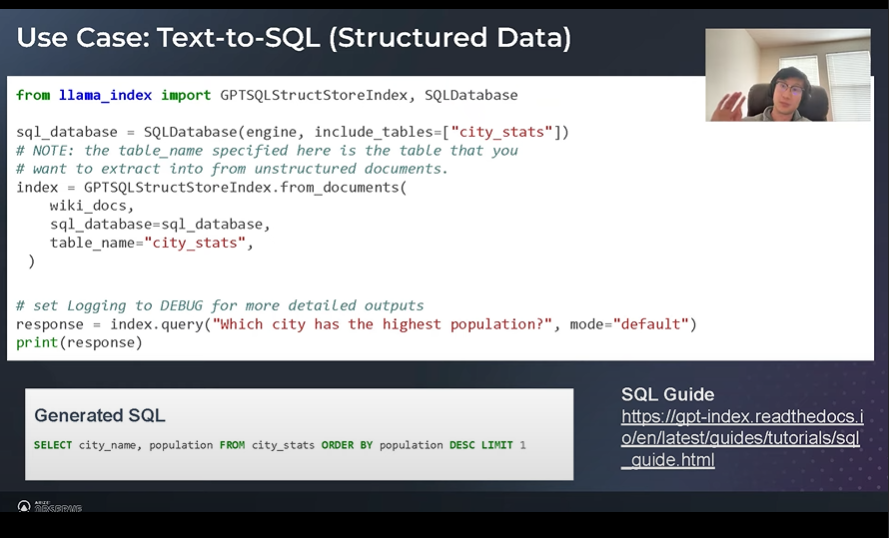 Use Case: Text-to-SQL (Structured Data)
from llama_index import GPTSQLStructStoreIndex, SQLDatabase
sql_database = SQLDatabase(engine, include_tables=["city_stats"])
# NOTE: the table_name specified here is the table that you
# want to extract into from unstructured documents.
index = GPTSQLStructStoreIndex.from_documents(
    wiki_docs,
    sql_database=sql_database,
    table_name="city_stats",
)
# set Logging to DEBUG for more detailed outputs
response = index.query("Which city has the highest population?", mode="default")
print(response)
Generated SQL
SELECT city_name, population FROM city_stats ORDER BY population DESC LIMIT 1
SQL Guide
https://gpt-index.readthedocs.i
o/en/latest/guides/tutorials/sql
_guide.html
ARIZE
OBSERVE